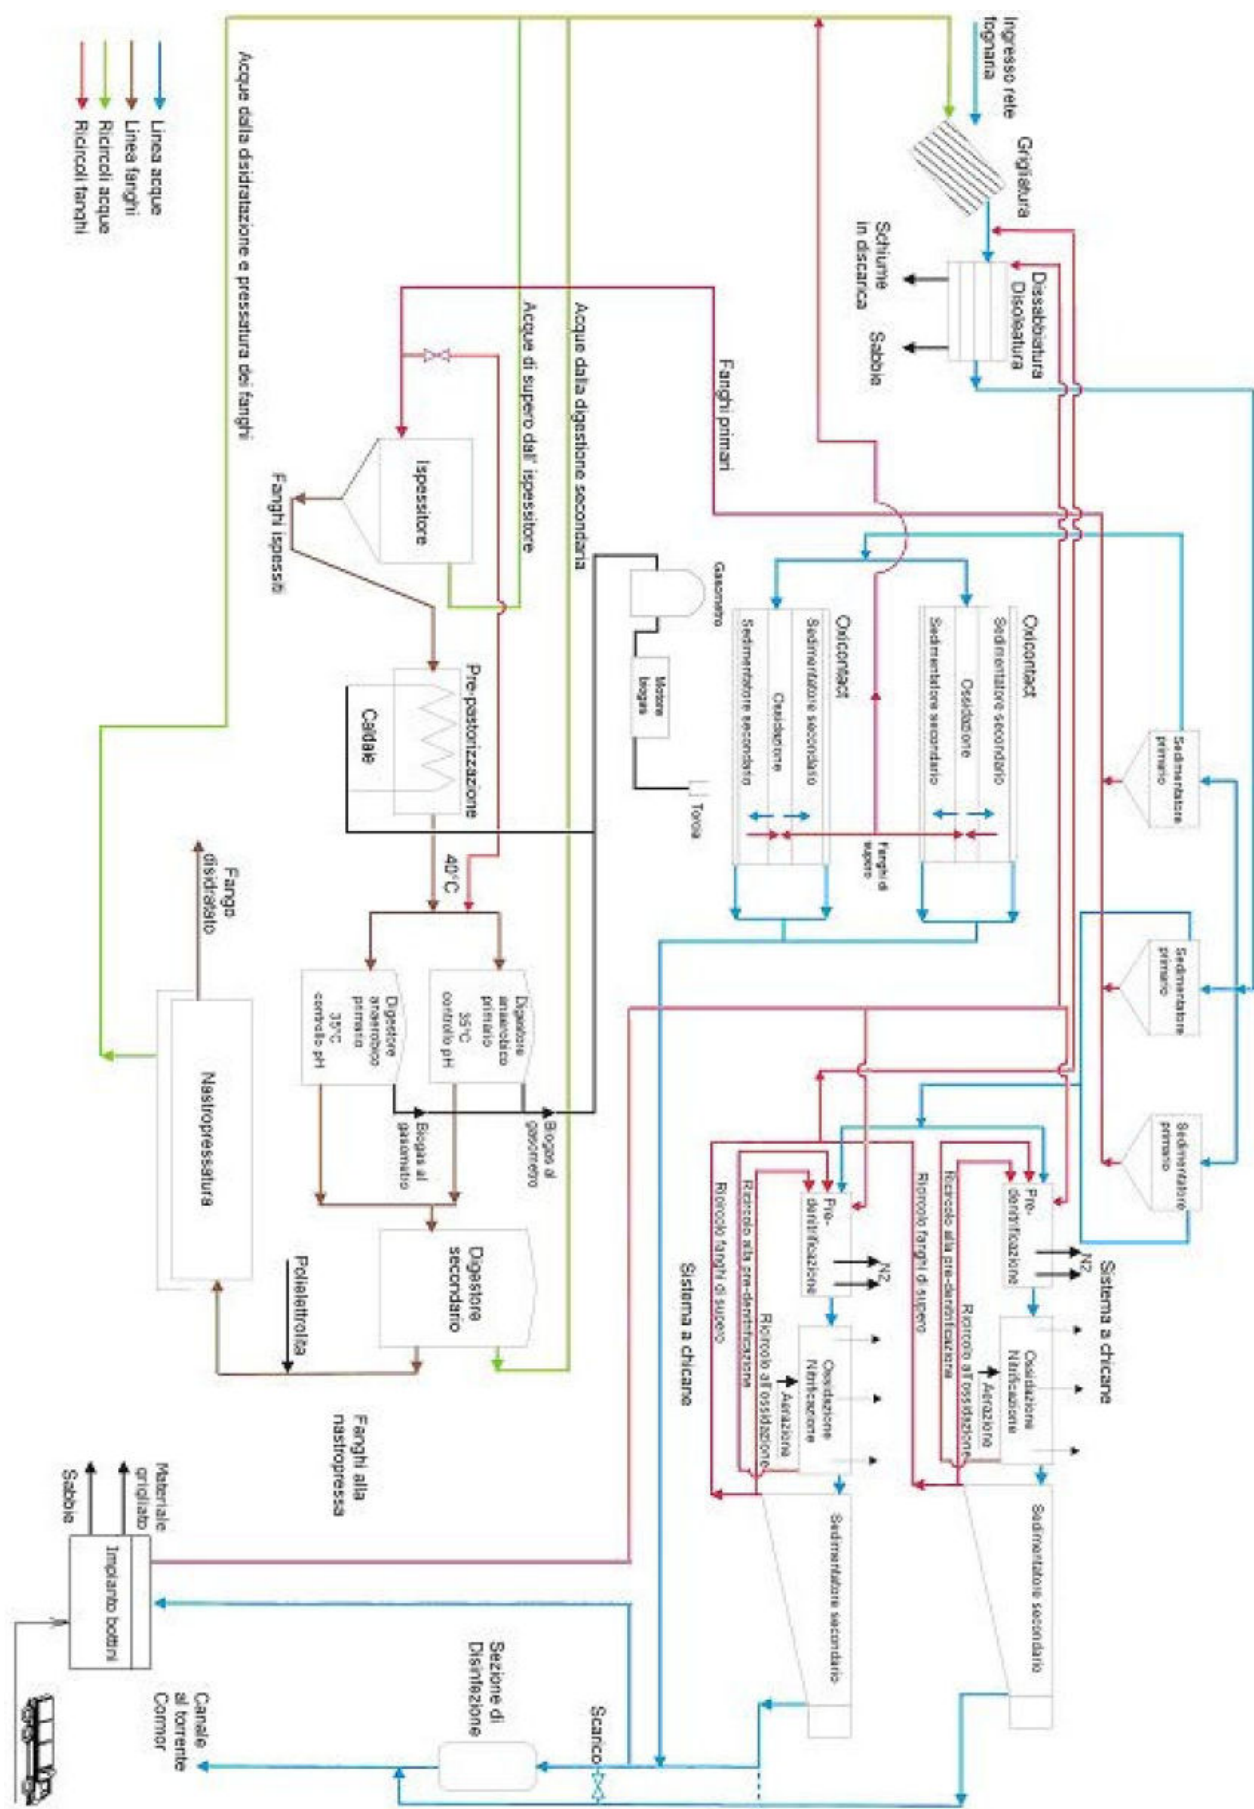 Ingresso rete
fognaria
Grigliatura
Dissabbiatura
Disoleatura
Schiume
in discarica
Sabbie
Sedimentatore
primario
Sedimentatore
primario
Sedimentatore
primario
Fanghi primari
Oxicontact
Sedimentatore secondario
Ossidazione
Sedimentatore secondario
Oxicontact
Sedimentatore secondario
Ossidazione
Sedimentatore secondario
Fanghi di
supero
Sistema a chicane
Pre-
denitrificazione
N2
Ossidazione
Nitrificazione
Aerazione
Ricircolo all'ossidazione
Ricircolo alla pre-denitrificazione
Ricircolo fanghi di supero
Sedimentatore secondario
Sistema a chicane
Pre-
denitrificazione
N2
Ossidazione
Nitrificazione
Aerazione
Ricircolo all'ossidazione
Ricircolo alla pre-denitrificazione
Ricircolo fanghi di supero
Sedimentatore secondario
Gasometro
Motore
biogas
Torcia
Acque dalla digestione secondaria
Acque di supero dall' ispessitore
Ispessitore
Fanghi ispessiti
Pre-pastorizzazione
Caldaie
40°C
Digestore
anaerobico
primario
35°C
controllo pH
Digestore
anaerobico
primario
35°C
controllo pH
Biogas al
gasometro
Biogas al
gasometro
Digestore
secondario
Fanghi alla
nastropressa
Polielettrolita
Nastropressatura
Fango
disidratato
Acque dalla disidratazione e pressatura dei fanghi
Linea acque
Linea fanghi
Ricircoli acque
Ricircoli fanghi
Materiale
grigliato
Sabbie
Impianto bottini
Scarico
Sezione di
Disinfezione
Canale
al torrente
Cormor